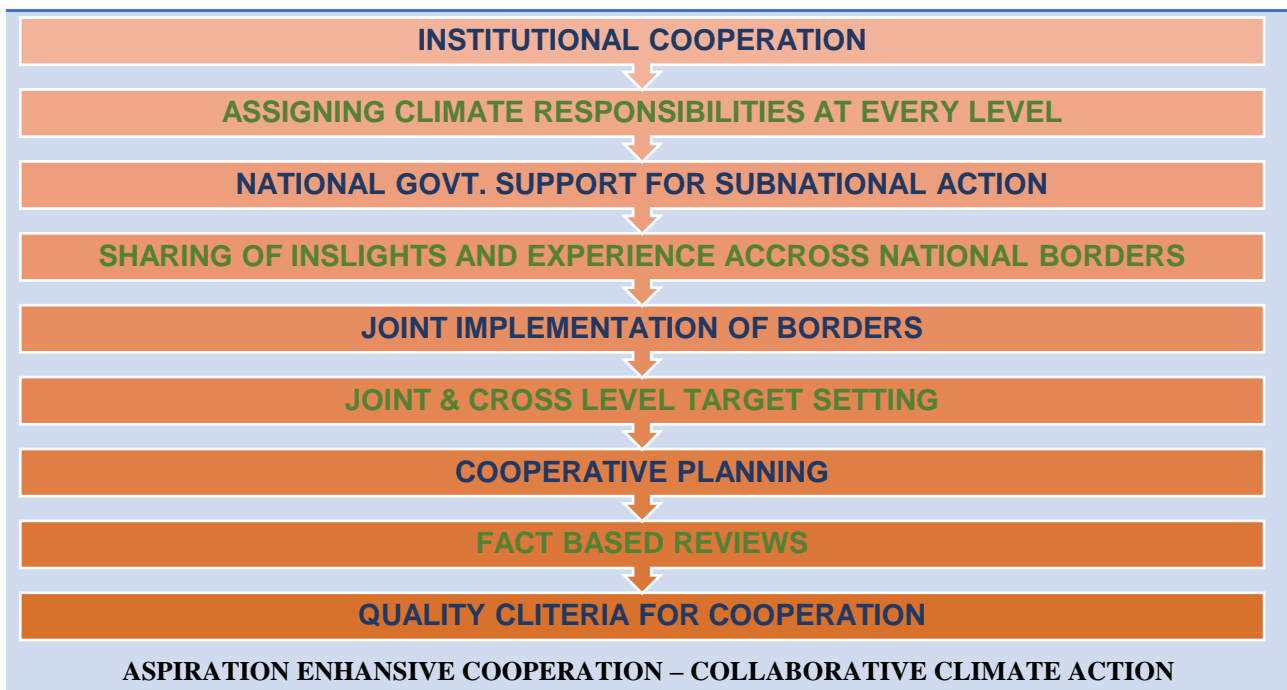 INSTITUTIONAL COOPERATION
ASSIGNING CLIMATE RESPONSIBILITIES AT EVERY LEVEL
NATIONAL GOVT. SUPPORT FOR SUBNATIONAL ACTION
SHARING OF INSLIGHTS AND EXPERIENCE ACCROSS NATIONAL BORDERS
JOINT IMPLEMENTATION OF BORDERS
JOINT & CROSS LEVEL TARGET SETTING
COOPERATIVE PLANNING
FACT BASED REVIEWS
QUALITY CLITERIA FOR COOPERATION
ASPIRATION ENHANSIVE COOPERATION – COLLABORATIVE CLIMATE ACTION